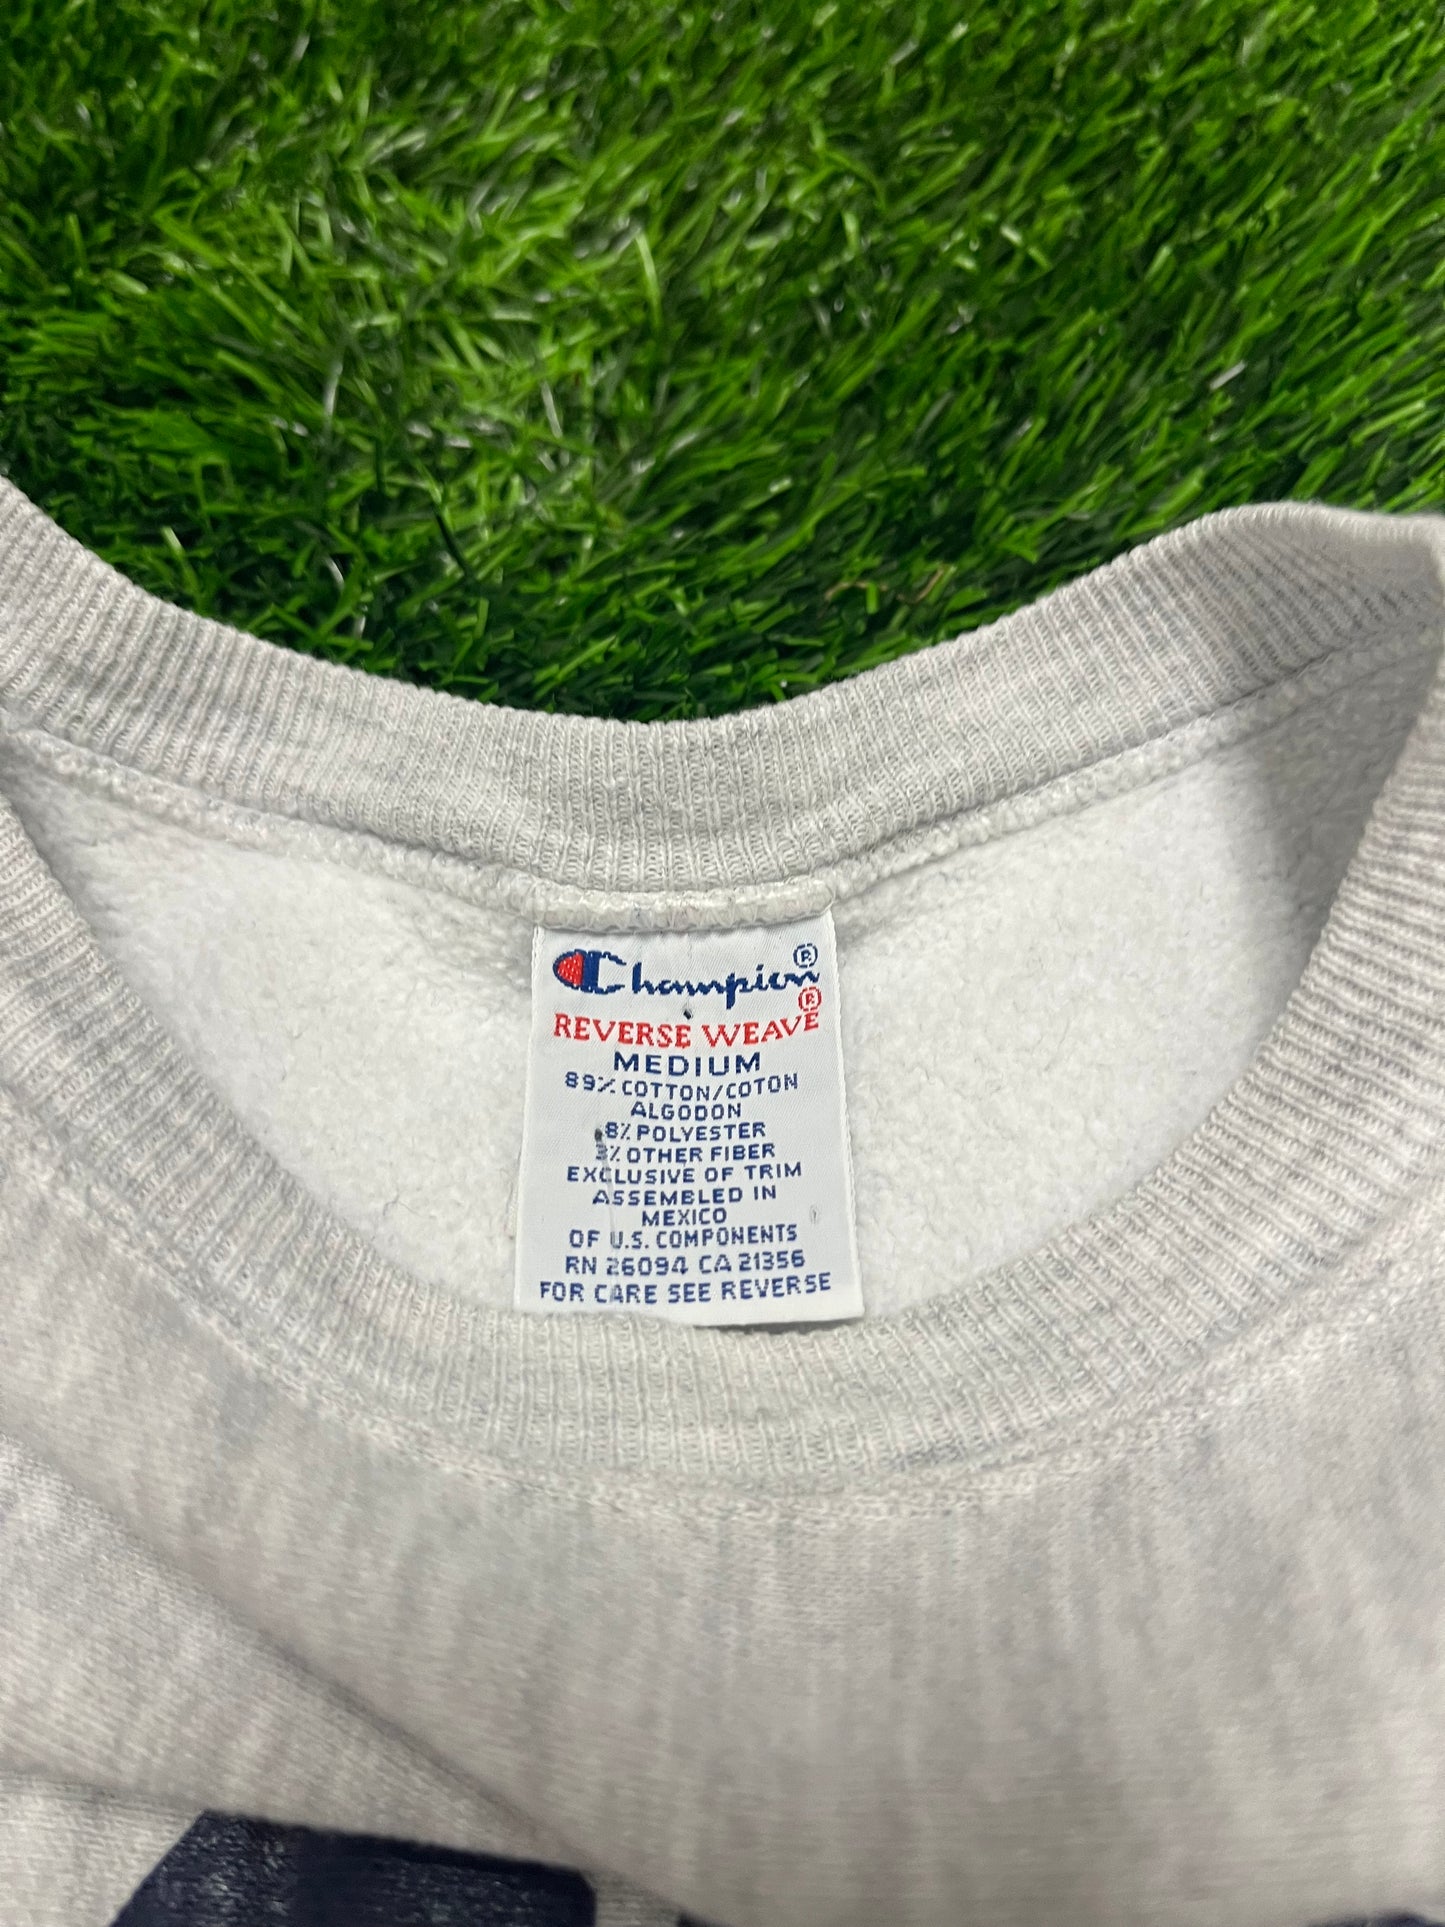 Champion®
REVERSE WEAVE®
MEDIUM
89% COTTON/COTON
ALGODON
8% POLYESTER
3% OTHER FIBER
EXCLUSIVE OF TRIM
ASSEMBLED IN
MEXICO
OF U.S. COMPONENTS
RN 26094 CA 21356
FOR CARE SEE REVERSE